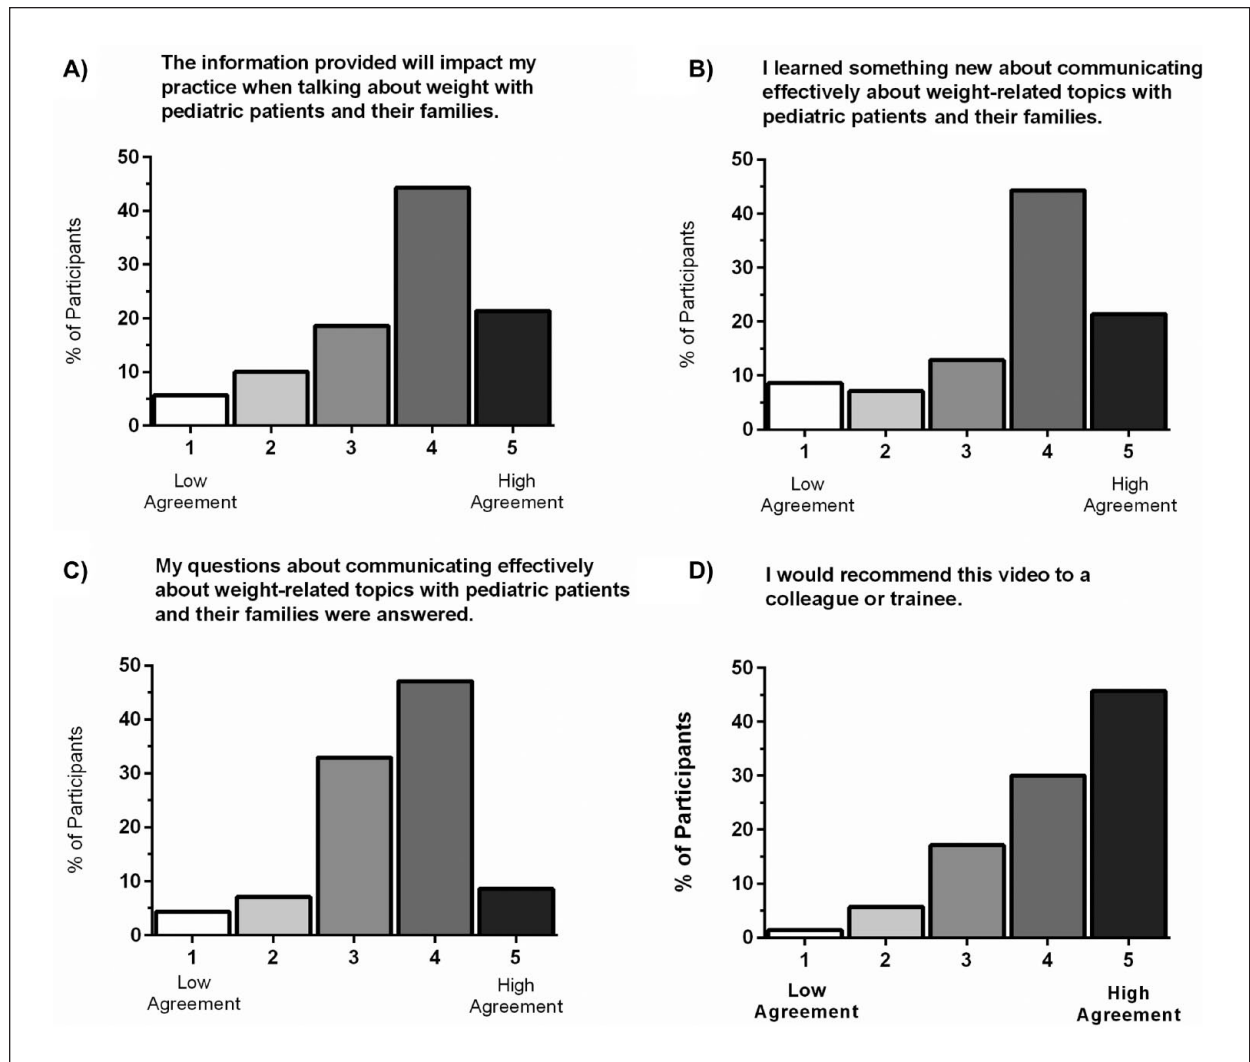 A)
The information provided will impact my
practice when talking about weight with
pediatric patients and their families.
% of Participants
50
40
30
20
10
0
1
2
3
4
5
Low
Agreement
High
Agreement
B)
I learned something new about communicating
effectively about weight-related topics with
pediatric patients and their families.
% of Participants
50
40
30
20
10
0
1
2
3
4
5
Low
Agreement
High
Agreement
C)
My questions about communicating effectively
about weight-related topics with pediatric patients
and their families were answered.
% of Participants
50
40
30
20
10
0
1
2
3
4
5
Low
Agreement
High
Agreement
D)
I would recommend this video to a
colleague or trainee.
% of Participants
50
40
30
20
10
0
1
2
3
4
5
Low
Agreement
High
Agreement